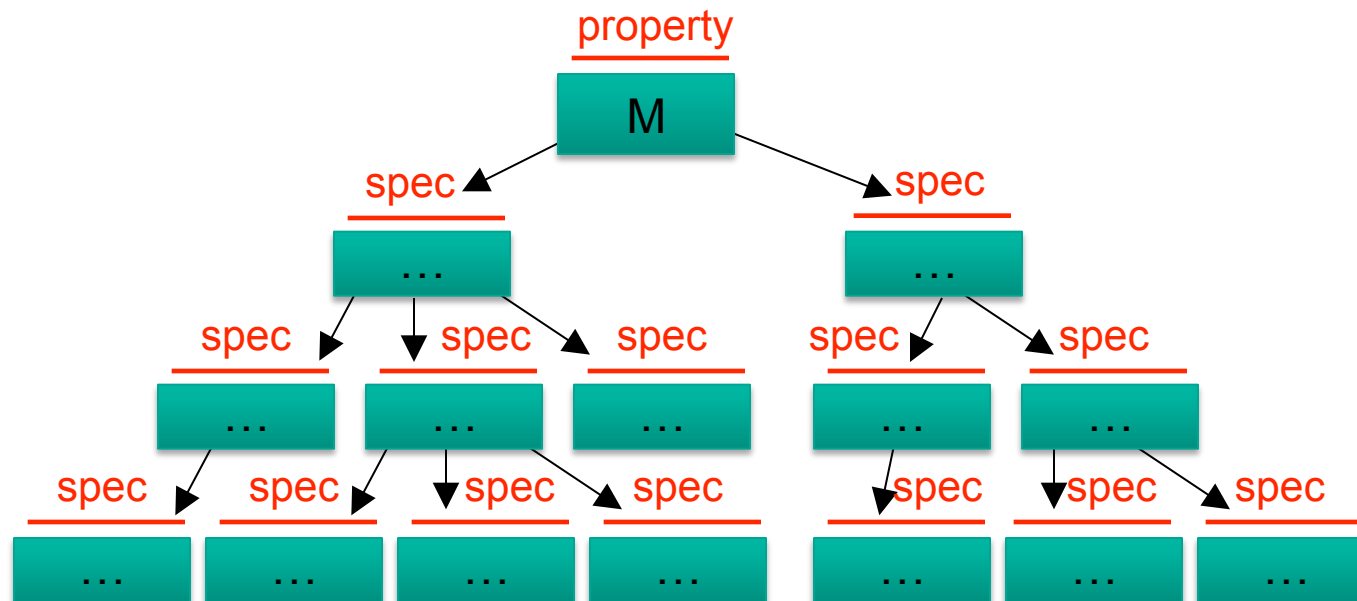 property
M
spec spec
... ...
spec spec spec spec spec
... ... ... ... ...
spec spec spec spec spec spec spec
... ... ... ... ... ... ...